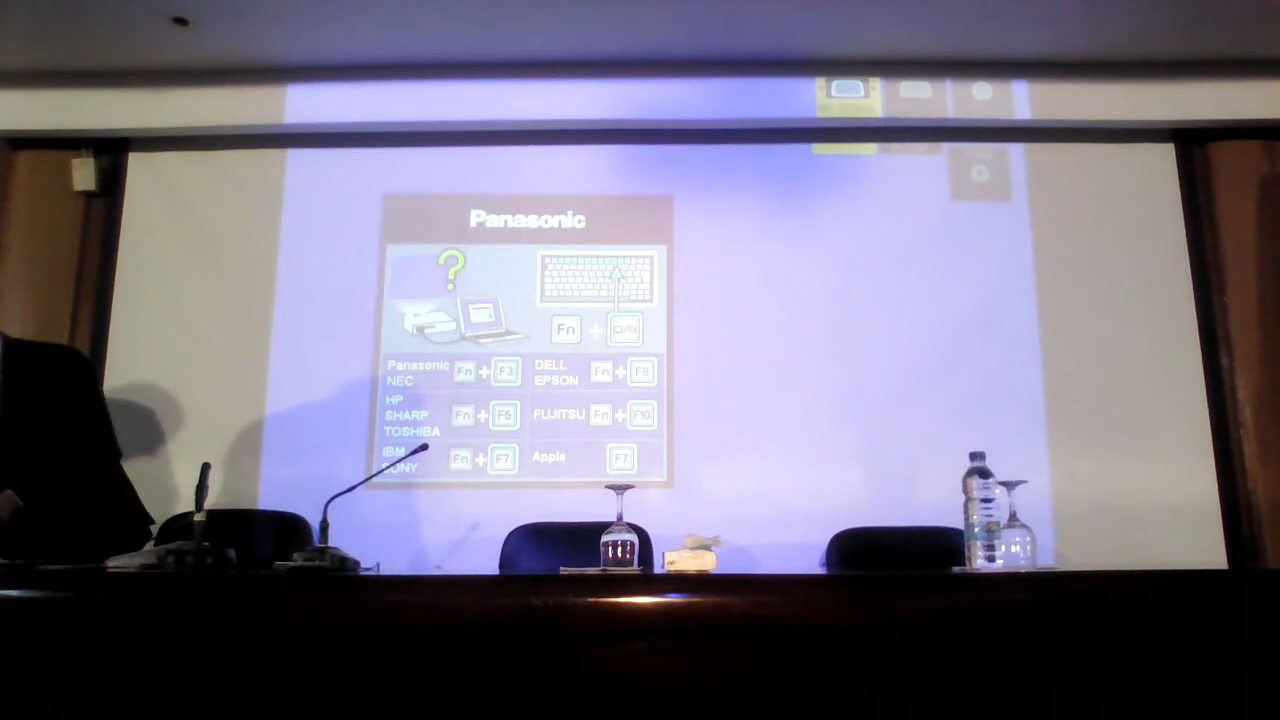 Panasonic
?
Fn + □/⊡
Panasonic
NEC
Fn + F3
DELL
EPSON
Fn + F8
HP
SHARP
TOSHIBA
Fn + F5
FUJITSU Fn + F10
IBM
SONY
Fn + F7
Apple F7